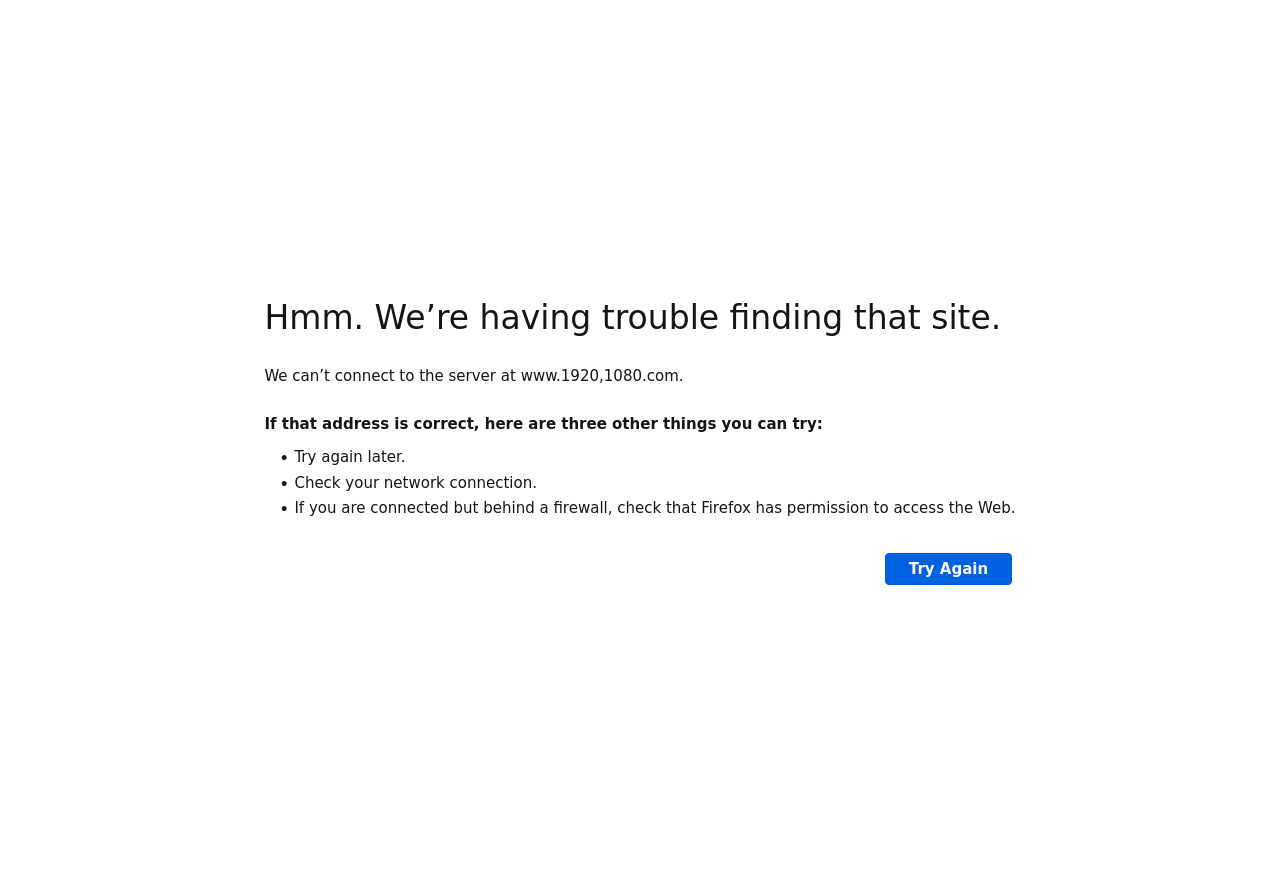 Hmm. We’re having trouble finding that site.
We can’t connect to the server at www.1920,1080.com.
If that address is correct, here are three other things you can try:
• Try again later.
• Check your network connection.
• If you are connected but behind a firewall, check that Firefox has permission to access the Web.
Try Again